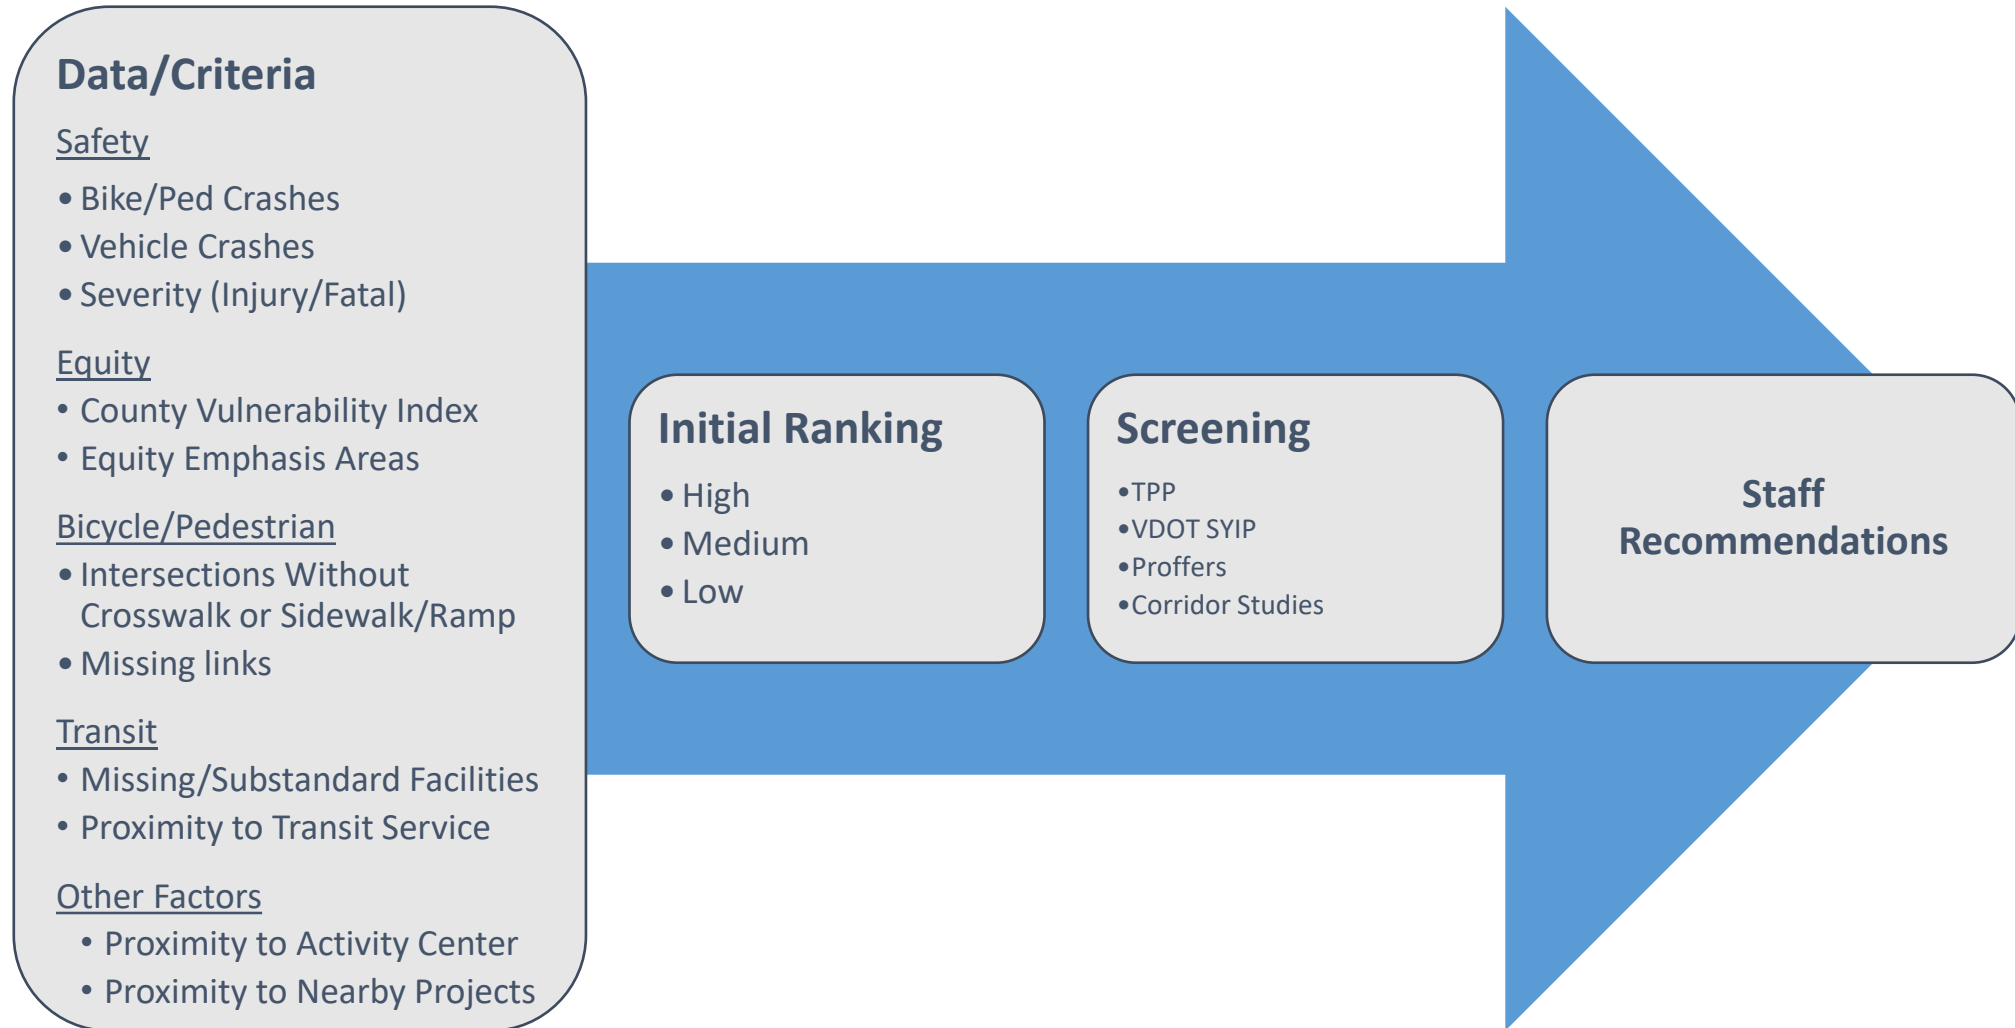 Data/Criteria
Safety
• Bike/Ped Crashes
• Vehicle Crashes
• Severity (Injury/Fatal)
Equity
• County Vulnerability Index
• Equity Emphasis Areas
Bicycle/Pedestrian
• Intersections Without
Crosswalk or Sidewalk/Ramp
• Missing links
Transit
• Missing/Substandard Facilities
• Proximity to Transit Service
Other Factors
• Proximity to Activity Center
• Proximity to Nearby Projects
Initial Ranking
• High
• Medium
• Low
Screening
•TPP
•VDOT SYIP
•Proffers
•Corridor Studies
Staff
Recommendations